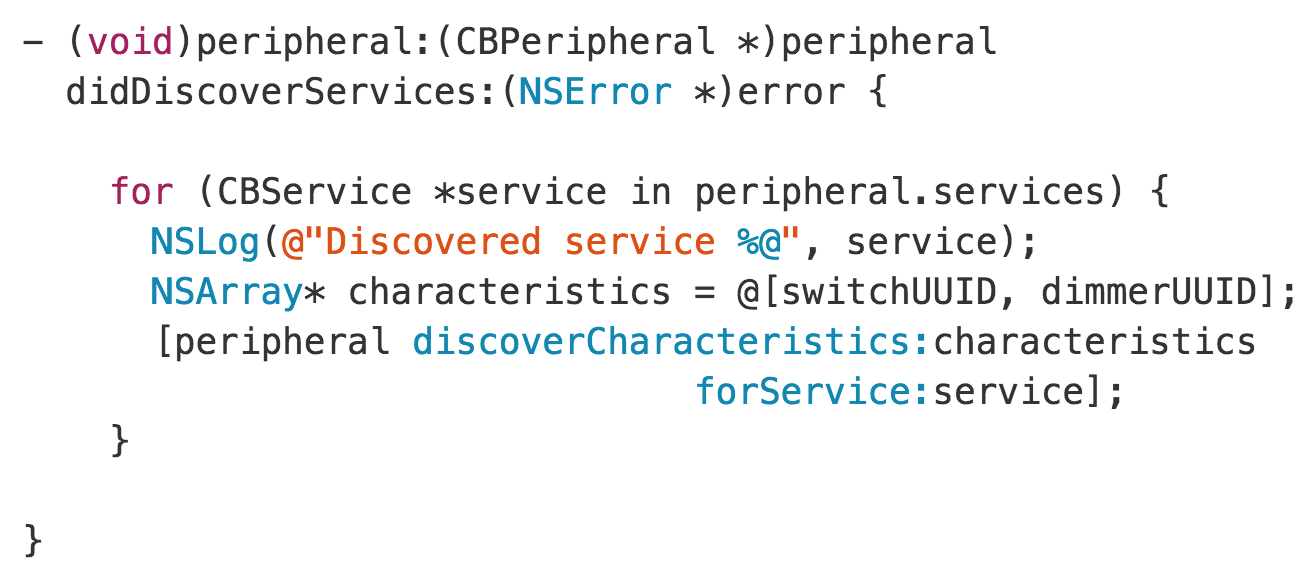 - (void)peripheral:(CBPeripheral *)peripheral
didDiscoverServices:(NSError *)error {
for (CBService *service in peripheral.services) {
NSLog(@"Discovered service %@", service);
NSArray* characteristics = @[switchUUID, dimmerUUID];
[peripheral discoverCharacteristics:characteristics
forService:service];
}
}